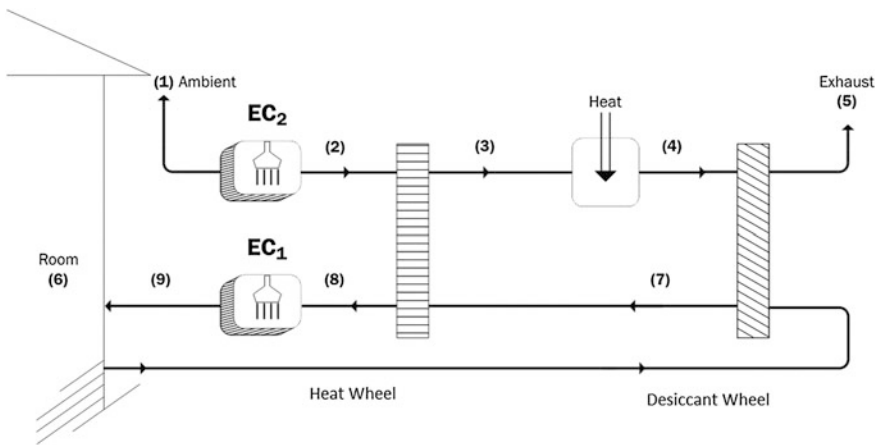 (1) Ambient
EC₂
(2)
(3)
Heat
(4)
Exhaust
(5)
Room
(6)
(9)
EC₁
(8)
(7)
Heat Wheel
Desiccant Wheel